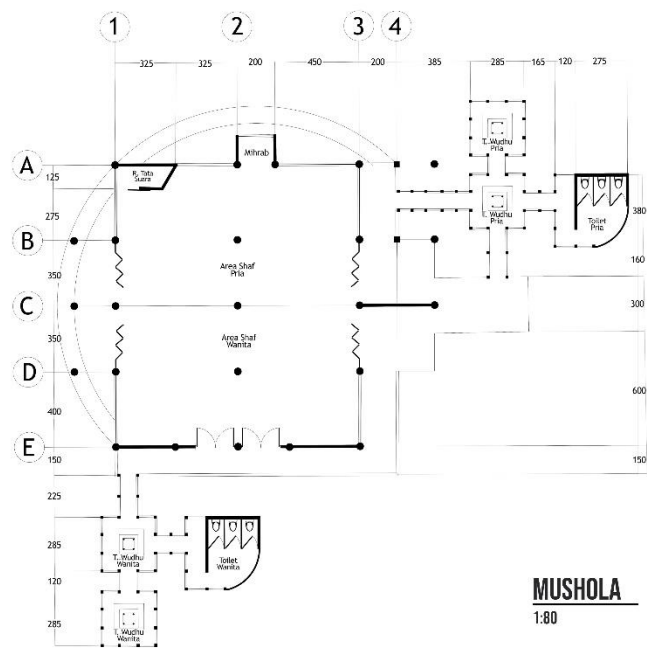 1
2
3
4
325
325
200
450
200
385
285
165
120
275
A
B
C
D
E
125
275
350
350
400
150
225
285
120
285
R. Tata
Suara
Mihrab
T. Wudhu
Pria
T. Wudhu
Pria
Toilet
Pria
Area Shaf
Pria
Area Shaf
Wanita
380
160
300
600
150
T. Wudhu
Wanita
Toilet
Wanita
T. Wudhu
Wanita
MUSHOLA
1:80